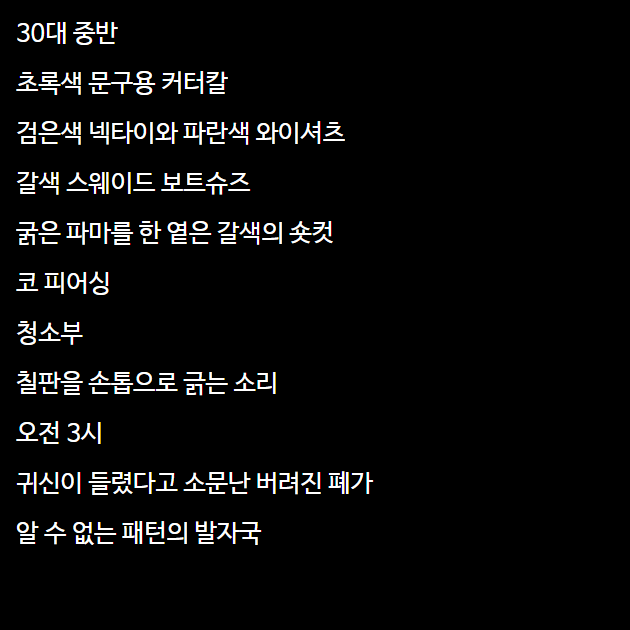 30대 중반
초록색 문구용 커터칼
검은색 넥타이와 파란색 와이셔츠
갈색 스웨이드 보트슈즈
굵은 파마를 한 옅은 갈색의 숏컷
코 피어싱
청소부
칠판을 손톱으로 긁는 소리
오전 3시
귀신이 들렸다고 소문난 버려진 폐가
알 수 없는 패턴의 발자국